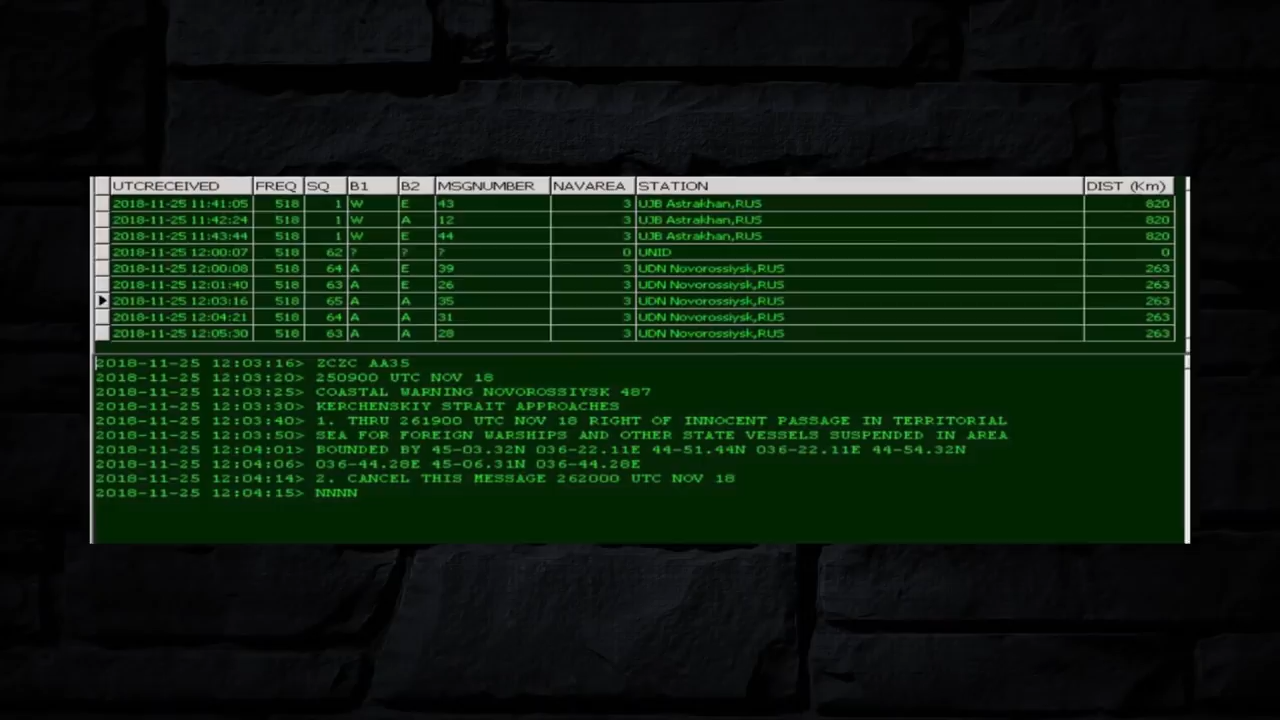 UTCRECEIVED FREQ SQ B1 B2 MSGNUMBER NAVAREA STATION DIST (Km)
2018-11-25 11:41:05 518 1 W E 43 3 UJB Astrakhan,RUS 820
2018-11-25 11:42:24 518 1 W A 12 3 UJB Astrakhan,RUS 820
2018-11-25 11:43:44 518 1 W E 44 3 UJB Astrakhan,RUS 820
2018-11-25 12:00:07 518 62 ? ? ? 0 UNID 0
2018-11-25 12:00:08 518 64 A E 39 3 UDN Novorossiysk,RUS 263
2018-11-25 12:01:40 518 63 A E 26 3 UDN Novorossiysk,RUS 263
2018-11-25 12:03:16 518 65 A A 35 3 UDN Novorossiysk,RUS 263
2018-11-25 12:04:21 518 64 A A 31 3 UDN Novorossiysk,RUS 263
2018-11-25 12:05:30 518 63 A A 28 3 UDN Novorossiysk,RUS 263
2018-11-25 12:03:16> ZCZC AA35
2018-11-25 12:03:20> 250900 UTC NOV 18
2018-11-25 12:03:25> COASTAL WARNING NOVOROSSIYSK 487
2018-11-25 12:03:30> KERCHENSKIY STRAIT APPROACHES
2018-11-25 12:03:40> 1. THRU 261900 UTC NOV 18 RIGHT OF INNOCENT PASSAGE IN TERRITORIAL
2018-11-25 12:03:50> SEA FOR FOREIGN WARSHIPS AND OTHER STATE VESSELS SUSPENDED IN AREA
2018-11-25 12:04:01> BOUNDED BY 45-03.32N 036-22.11E 44-51.44N 036-22.11E 44-54.32N
2018-11-25 12:04:06> 036-44.28E 45-06.31N 036-44.28E
2018-11-25 12:04:14> 2. CANCEL THIS MESSAGE 262000 UTC NOV 18
2018-11-25 12:04:15> NNNN